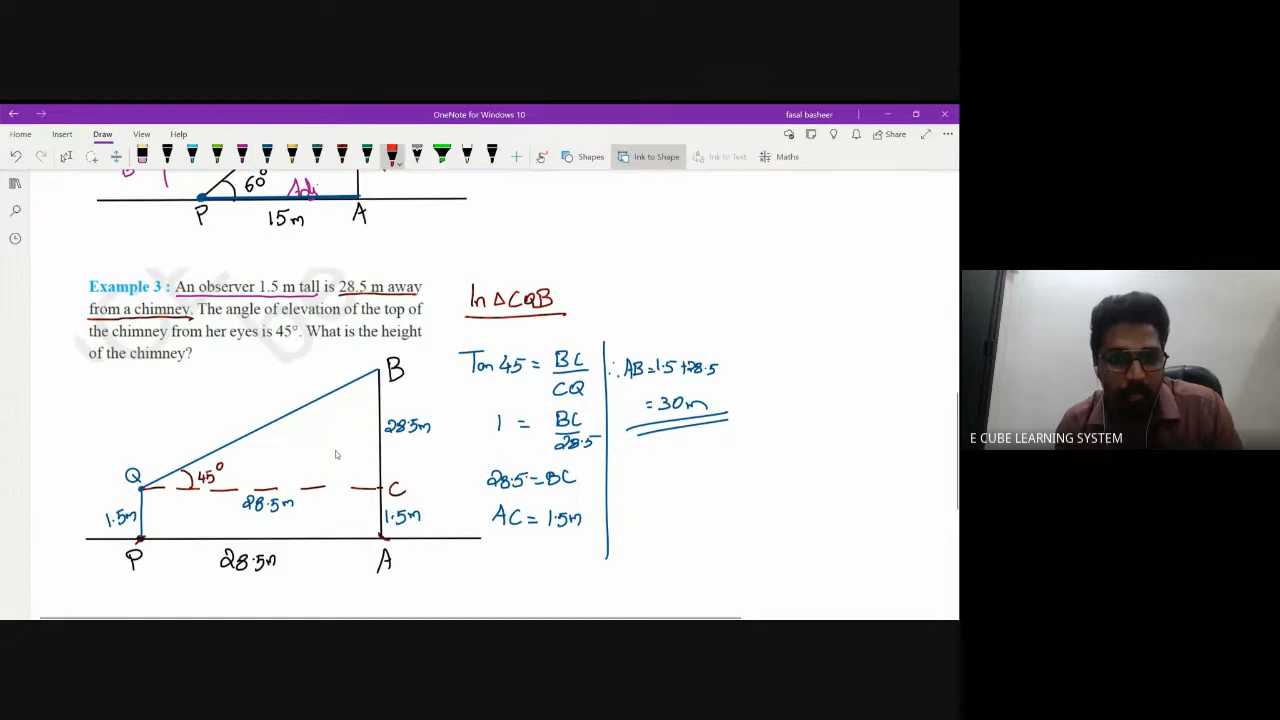 OneNote for Windows 10
fasal basheer
Home Insert Draw View Help
Share
Shapes Ink to Shape Ink to Text Maths
60°
Adj
P 15m A
Example 3 : An observer 1.5 m tall is 28.5 m away
from a chimney. The angle of elevation of the top of
the chimney from her eyes is 45°. What is the height
of the chimney?
In △CQB
Tan 45 = BC
CQ
1 = BC
28.5
28.5 = BC
AC = 1.5m
∴ AB = 1.5 + 28.5
= 30m
B
28.5m
Q 45° C
28.5m
1.5m 1.5m
P 28.5m A
E CUBE LEARNING SYSTEM